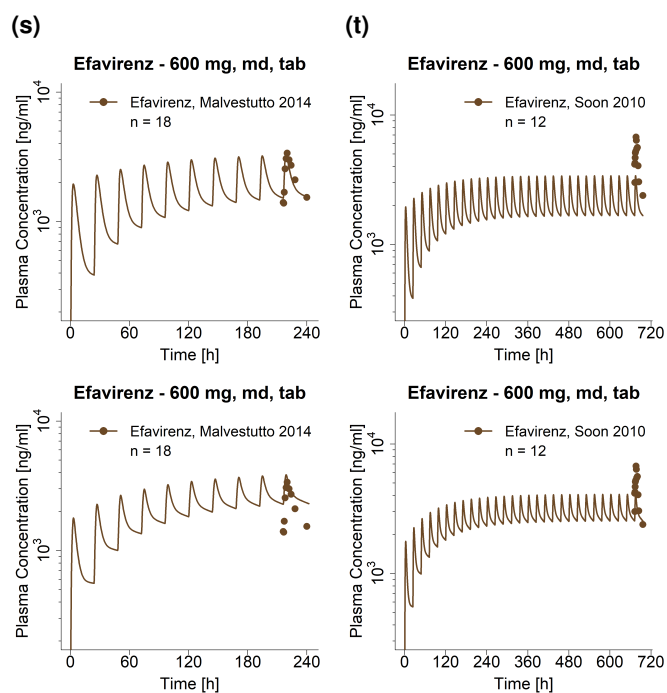 (s)
Efavirenz - 600 mg, md, tab
Plasma Concentration [ng/ml]
10⁴
10³
Efavirenz, Malvestutto 2014
n = 18
0 60 120 180 240
Time [h]
(t)
Efavirenz - 600 mg, md, tab
Plasma Concentration [ng/ml]
10⁴
10³
Efavirenz, Soon 2010
n = 12
0 120 240 360 480 600 720
Time [h]
Efavirenz - 600 mg, md, tab
Plasma Concentration [ng/ml]
10⁴
10³
Efavirenz, Malvestutto 2014
n = 18
0 60 120 180 240
Time [h]
Efavirenz - 600 mg, md, tab
Plasma Concentration [ng/ml]
10⁴
10³
Efavirenz, Soon 2010
n = 12
0 120 240 360 480 600 720
Time [h]